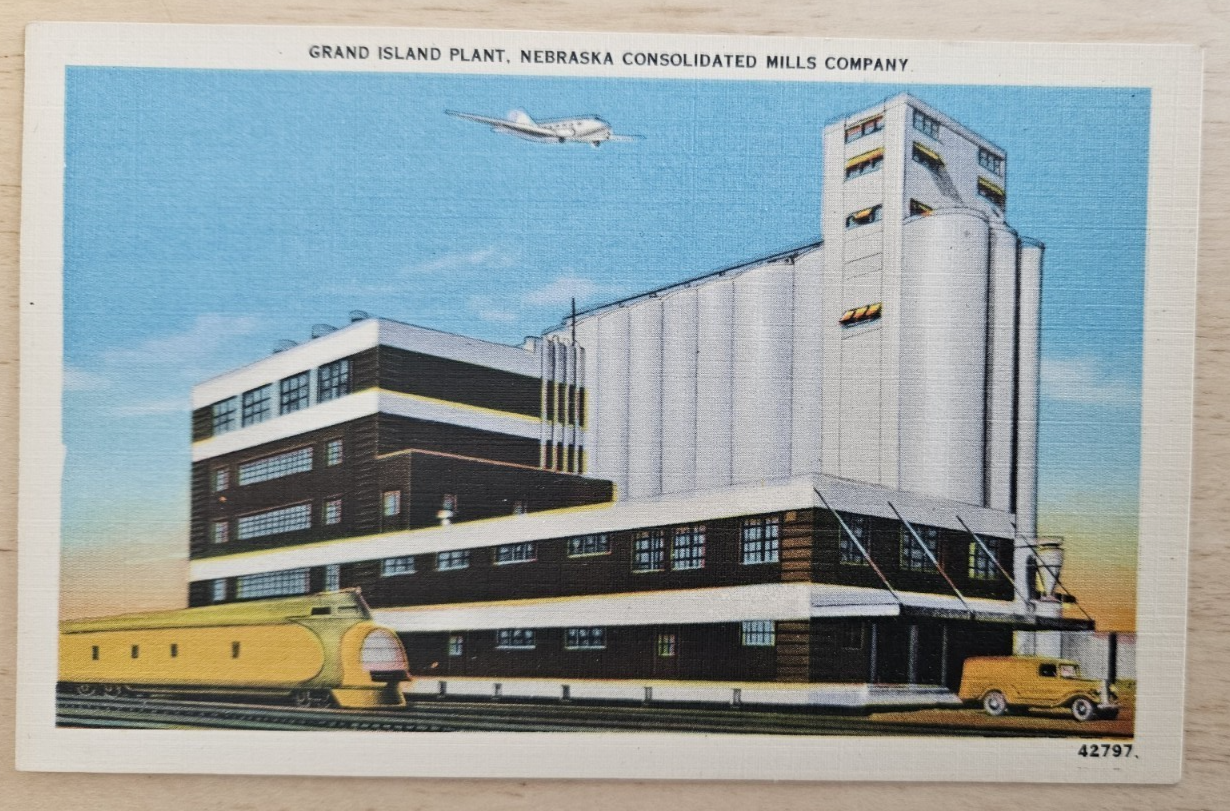 GRAND ISLAND PLANT, NEBRASKA CONSOLIDATED MILLS COMPANY
42797.